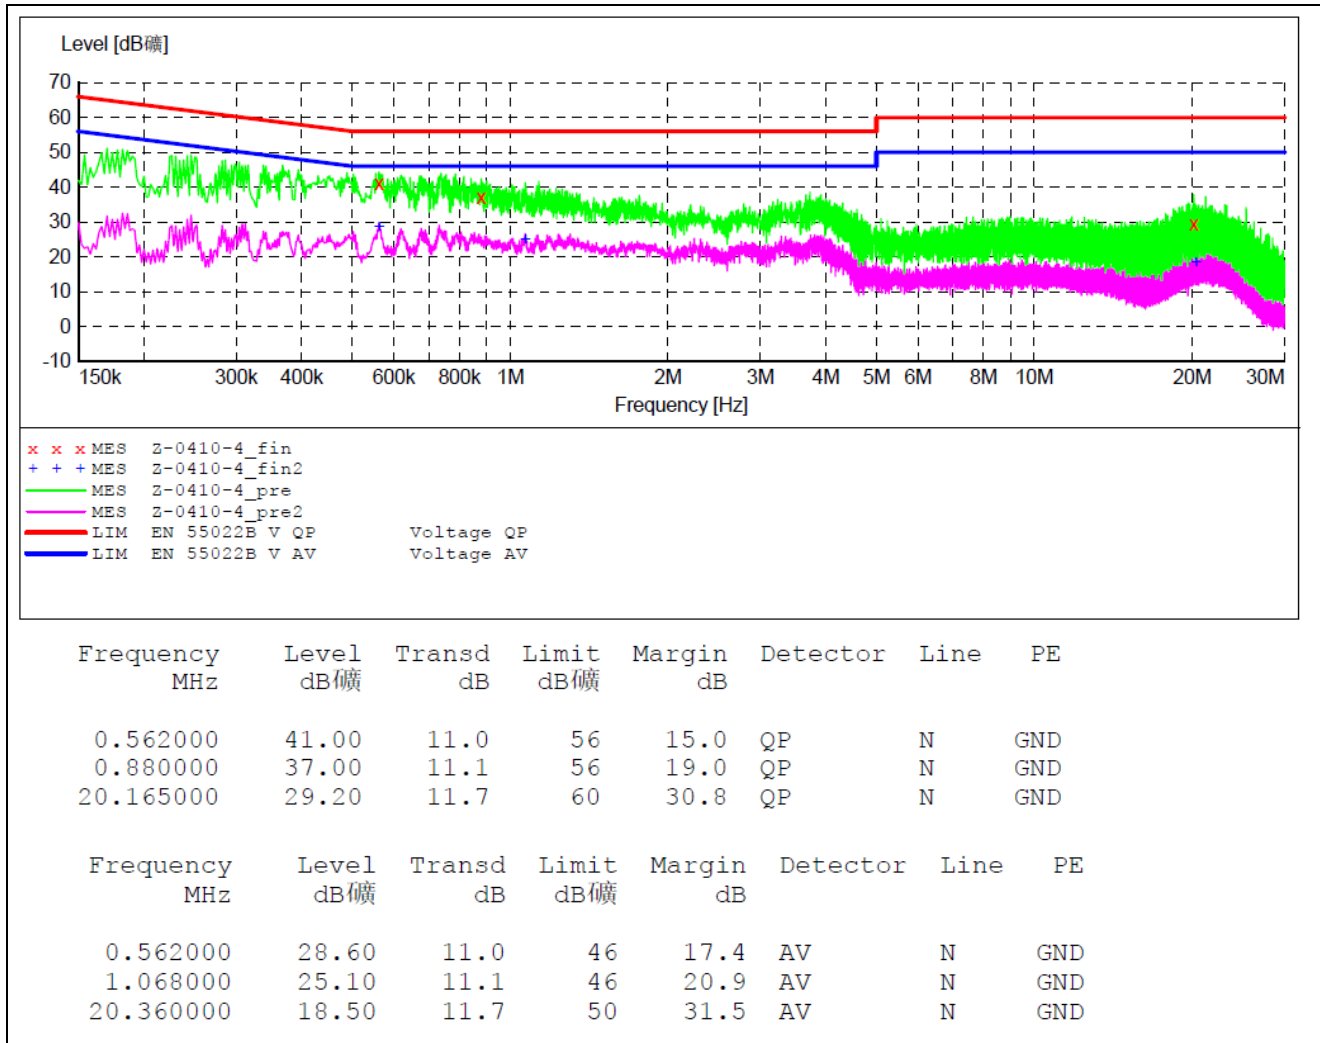 Level [dB礦]
70
60
50
40
30
20
10
0
-10
150k 300k 400k 600k 800k 1M 2M 3M 4M 5M 6M 8M 10M 20M 30M
Frequency [Hz]
x x x MES Z-0410-4_fin
+ + + MES Z-0410-4_fin2
MES Z-0410-4_pre
MES Z-0410-4_pre2
LIM EN 55022B V QP Voltage QP
LIM EN 55022B V AV Voltage AV
Frequency Level Transd Limit Margin Detector Line PE
MHz dB礦 dB dB礦 dB
0.562000 41.00 11.0 56 15.0 QP N GND
0.880000 37.00 11.1 56 19.0 QP N GND
20.165000 29.20 11.7 60 30.8 QP N GND
Frequency Level Transd Limit Margin Detector Line PE
MHz dB礦 dB dB礦 dB
0.562000 28.60 11.0 46 17.4 AV N GND
1.068000 25.10 11.1 46 20.9 AV N GND
20.360000 18.50 11.7 50 31.5 AV N GND